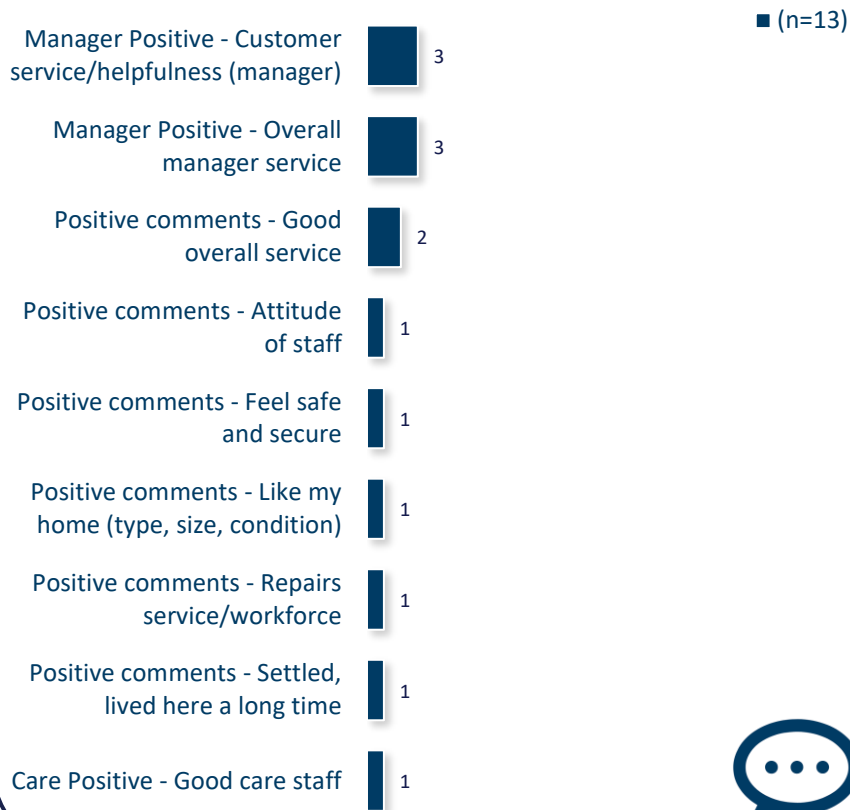 ■ (n=13)
Manager Positive - Customer
service/helpfulness (manager)
3
Manager Positive - Overall
manager service
3
Positive comments - Good
overall service
2
Positive comments - Attitude
of staff
1
Positive comments - Feel safe
and secure
1
Positive comments - Like my
home (type, size, condition)
1
Positive comments - Repairs
service/workforce
1
Positive comments - Settled,
lived here a long time
1
Care Positive - Good care staff
1